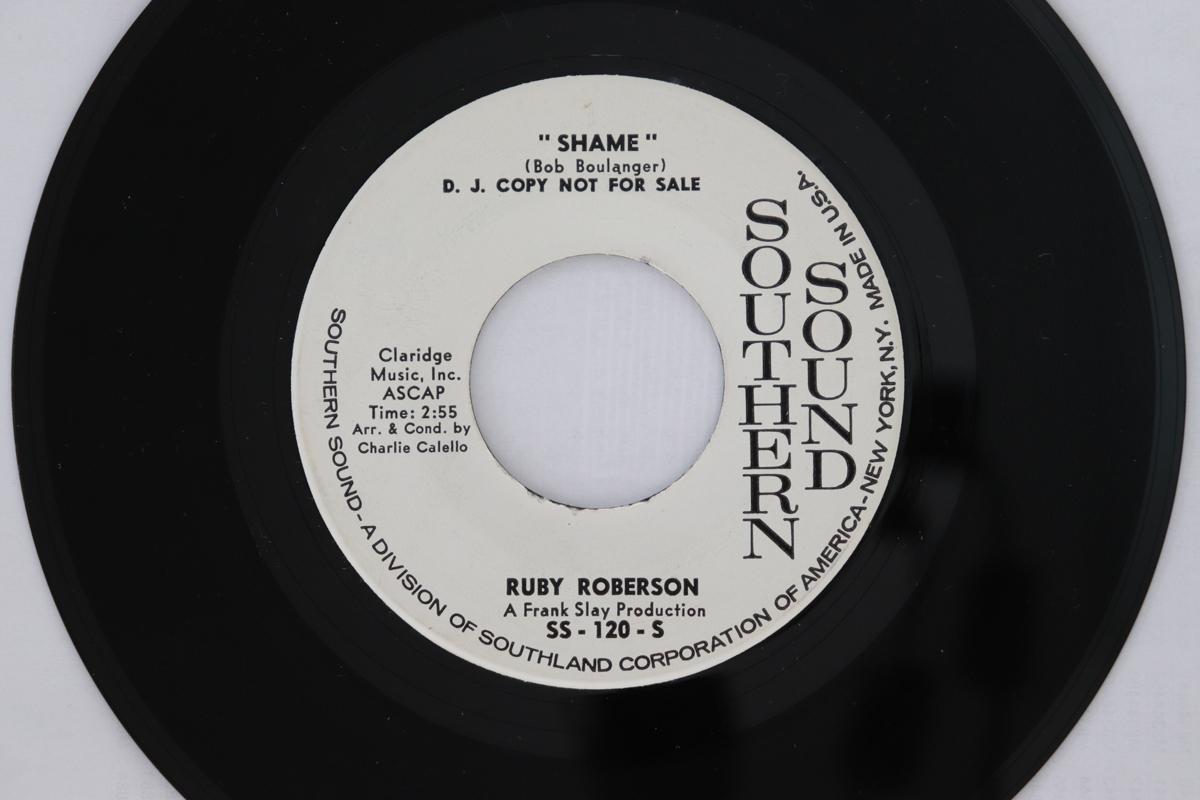 " SHAME "
(Bob Boulanger)
D. J. COPY NOT FOR SALE
SOUTHERN
SOUND
Claridge
Music, Inc.
ASCAP
Time: 2:55
Arr. & Cond. by
Charlie Calello
RUBY ROBERSON
A Frank Slay Production
SS - 120 - S
SOUTHERN SOUND - A DIVISION OF SOUTHLAND CORPORATION OF AMERICA - NEW YORK, N.Y. MADE IN U.S.A.